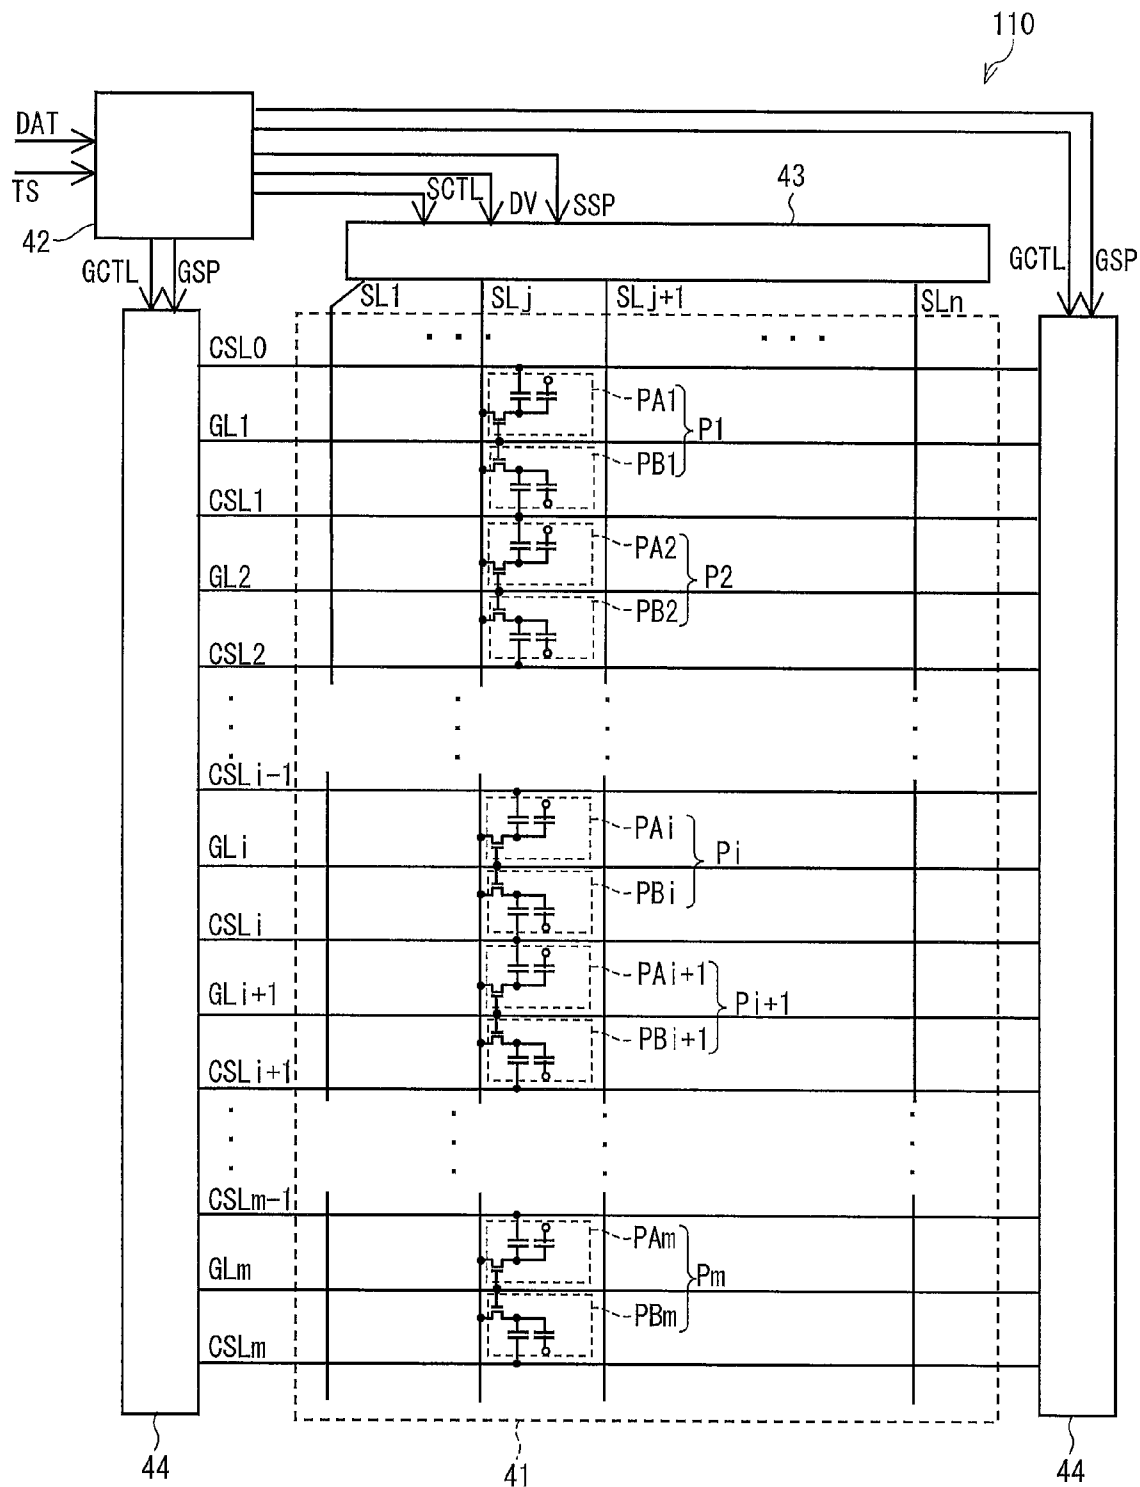 110
DAT
TS
42
SCTL
DV
SSP
43
GCTL
GSP
GCTL
GSP
SL1
SLj
SLj+1
SLn
CSL0
PA1
P1
GL1
PB1
CSL1
PA2
P2
GL2
PB2
CSL2
CSLi-1
PAi
Pi
GLi
PBi
CSLi
PAi+1
Pi+1
GLi+1
PBi+1
CSLi+1
CSLm-1
PAm
Pm
GLm
PBm
CSLm
44
41
44